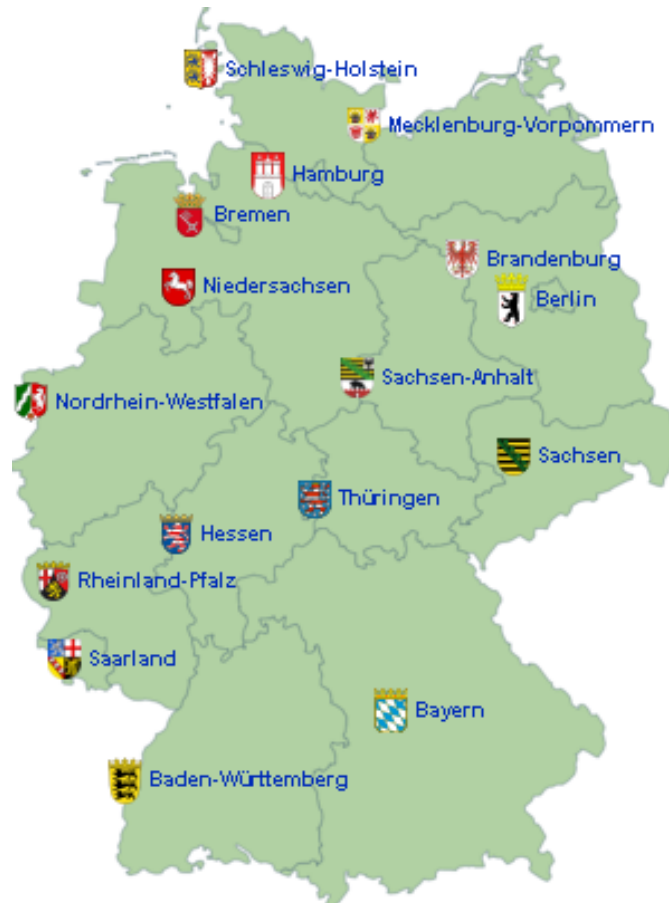 Schleswig-Holstein
Mecklenburg-Vorpommern
Hamburg
Bremen
Brandenburg
Niedersachsen
Berlin
Sachsen-Anhalt
Nordrhein-Westfalen
Sachsen
Thüringen
Hessen
Rheinland-Pfalz
Saarland
Bayern
Baden-Württemberg